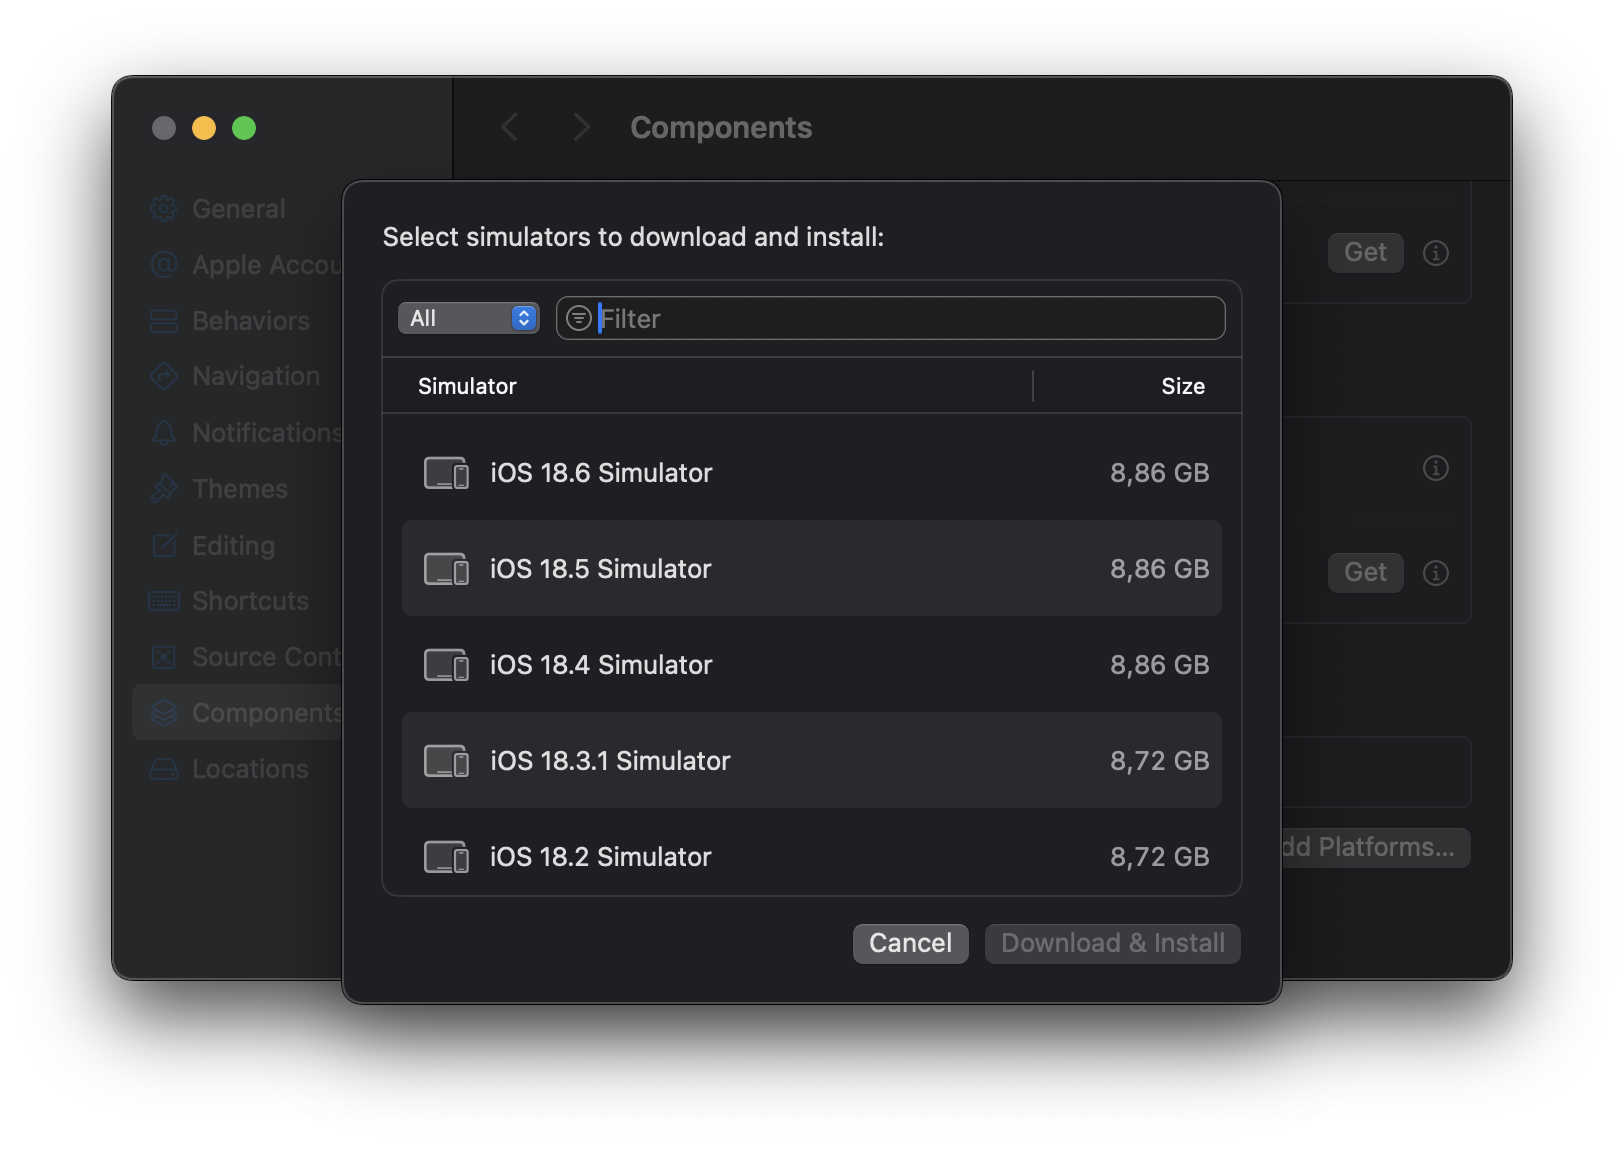 Components
General
Apple Accou
Behaviors
Navigation
Notifications
Themes
Editing
Shortcuts
Source Cont
Components
Locations
Select simulators to download and install:
All
Filter
Simulator Size
iOS 18.6 Simulator 8,86 GB
iOS 18.5 Simulator 8,86 GB
iOS 18.4 Simulator 8,86 GB
iOS 18.3.1 Simulator 8,72 GB
iOS 18.2 Simulator 8,72 GB
Cancel
Download & Install
Get
Get
dd Platforms...